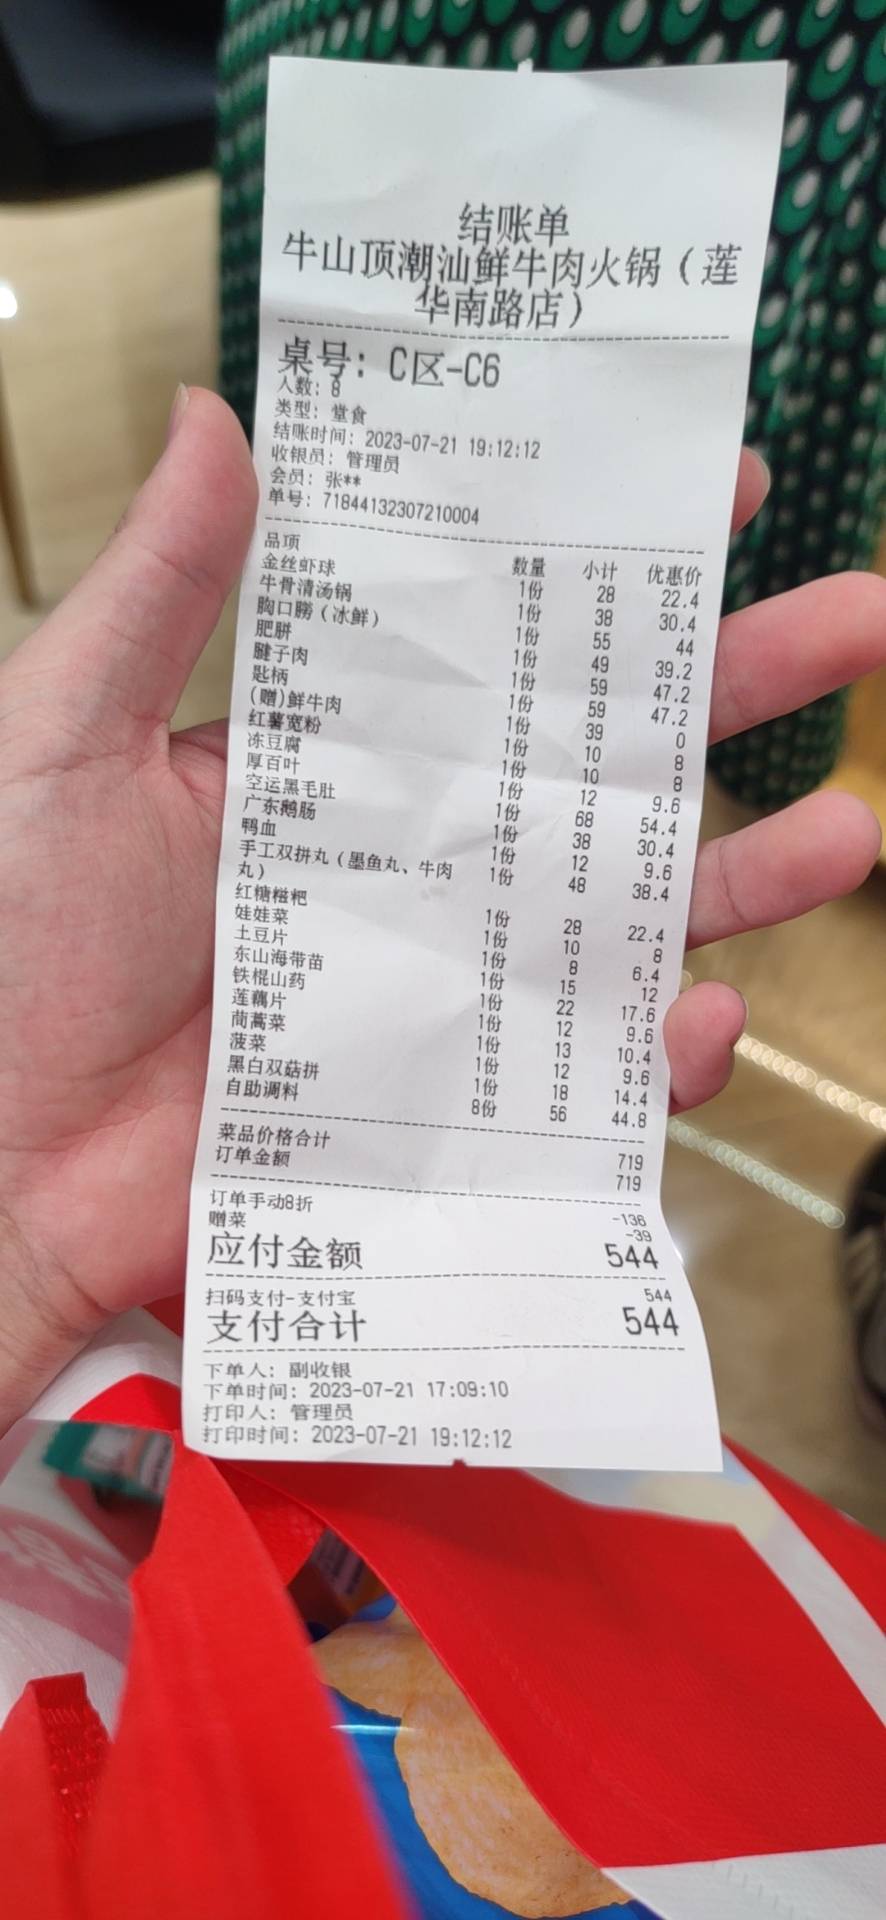 结账单
牛山顶潮汕鲜牛肉火锅（莲
华南路店）
桌号: C区-C6
人数: 8
类型: 堂食
结账时间: 2023-07-21 19:12:12
收银员: 管理员
会员: 张**
单号: 71844132307210004
品项 数量 小计 优惠价
金丝虾球 1份 28 22.4
牛骨清汤锅 1份 38 30.4
胸口朥（冰鲜） 1份 55 44
肥胼 1份 49 39.2
腱子肉 1份 59 47.2
匙柄 1份 59 47.2
(赠)鲜牛肉 1份 39 0
红薯宽粉 1份 10 8
冻豆腐 1份 10 8
厚百叶 1份 12 9.6
空运黑毛肚 1份 68 54.4
广东鹅肠 1份 38 30.4
鸭血 1份 12 9.6
手工双拼丸（墨鱼丸、牛肉 1份 48 38.4
丸）
红糖糍粑 1份 28 22.4
娃娃菜 1份 10 8
土豆片 1份 8 6.4
东山海带苗 1份 15 12
铁棍山药 1份 22 17.6
莲藕片 1份 12 9.6
茼蒿菜 1份 13 10.4
菠菜 1份 12 9.6
黑白双菇拼 1份 18 14.4
自助调料 8份 56 44.8
菜品价格合计 719
订单金额 719
订单手动8折 -136
赠菜 -39
应付金额 544
扫码支付-支付宝 544
支付合计 544
下单人: 副收银
下单时间: 2023-07-21 17:09:10
打印人: 管理员
打印时间: 2023-07-21 19:12:12